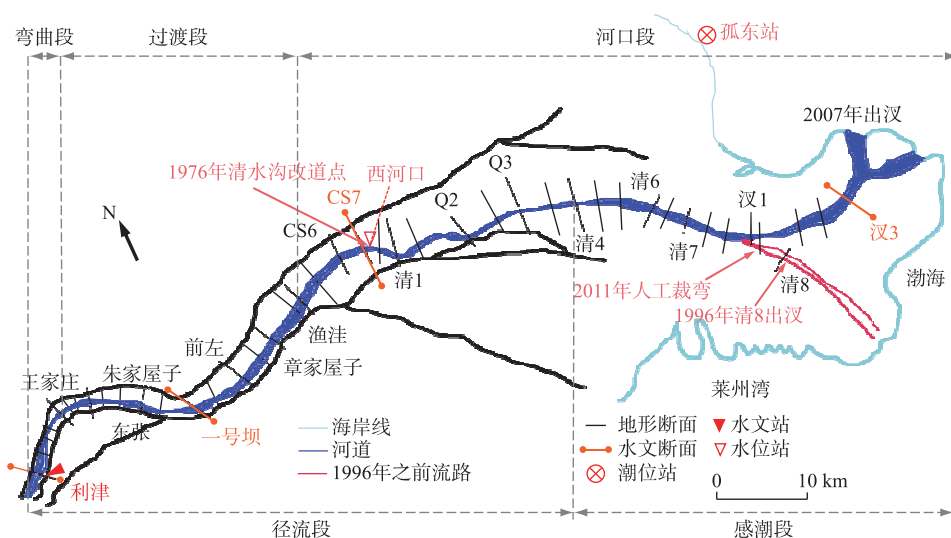 弯曲段
过渡段
河口段
孤东站
2007年出汊
1976年清水沟改道点
西河口
Q3
清6
CS7
Q2
汊1
N
CS6
清4
清7
汊3
清1
清8
渤海
2011年人工裁弯
1996年清8出汊
渔洼
前左
章家屋子
朱家屋子
王家庄
莱州湾
东张
一号坝
利津
海岸线
河道
1996年之前流路
地形断面
水文站
水文断面
水位站
潮位站
0
10 km
径流段
感潮段